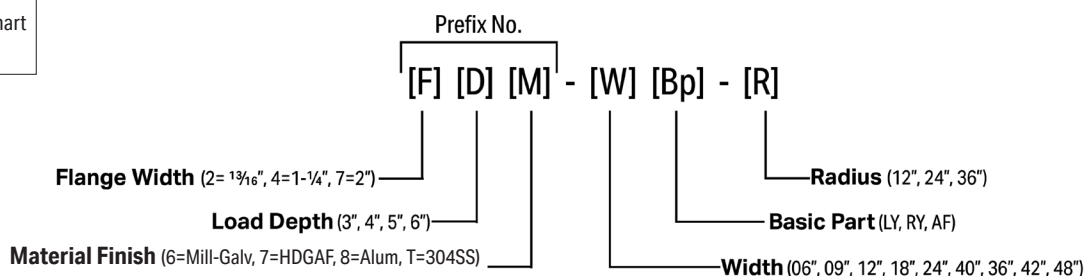 Prefix No.
[F] [D] [M] - [W] [Bp] - [R]
Flange Width (2= 13⁄16", 4=1-1⁄4", 7=2")
Radius (12", 24", 36")
Load Depth (3", 4", 5", 6")
Basic Part (LY, RY, AF)
Material Finish (6=Mill-Galv, 7=HDGAF, 8=Alum, T=304SS)
Width (06", 09", 12", 18", 24", 40", 36", 42", 48")